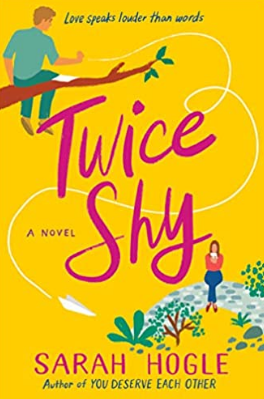 Love speaks louder than words
Twice
Shy
A NOVEL
SARAH HOGLE
Author of YOU DESERVE EACH OTHER